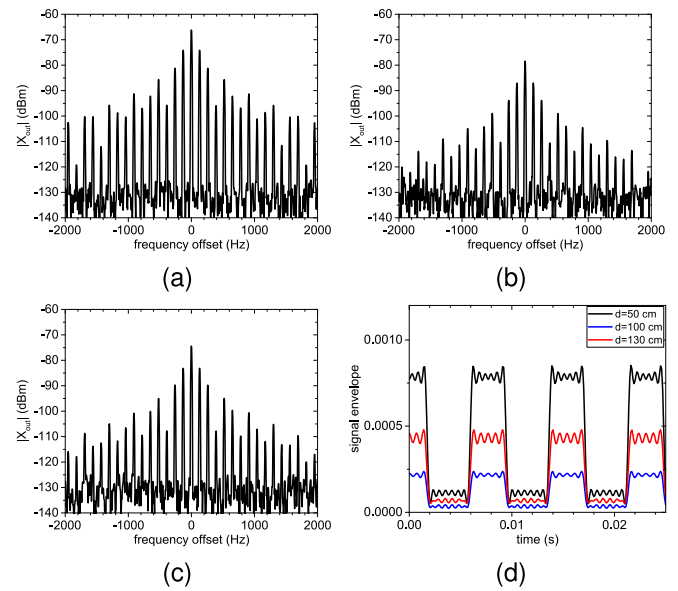 -60
-70
-80
-90
-100
-110
-120
-130
-140
|X_out| (dBm)
-2000 -1000 0 1000 2000
frequency offset (Hz)
(a)
-60
-70
-80
-90
-100
-110
-120
-130
-140
|X_out| (dBm)
-2000 -1000 0 1000 2000
frequency offset (Hz)
(b)
-60
-70
-80
-90
-100
-110
-120
-130
-140
|X_out| (dBm)
-2000 -1000 0 1000 2000
frequency offset (Hz)
(c)
d=50 cm
d=100 cm
d=130 cm
0.0010
0.0005
0.0000
signal envelope
0.00 0.01 0.02
time (s)
(d)